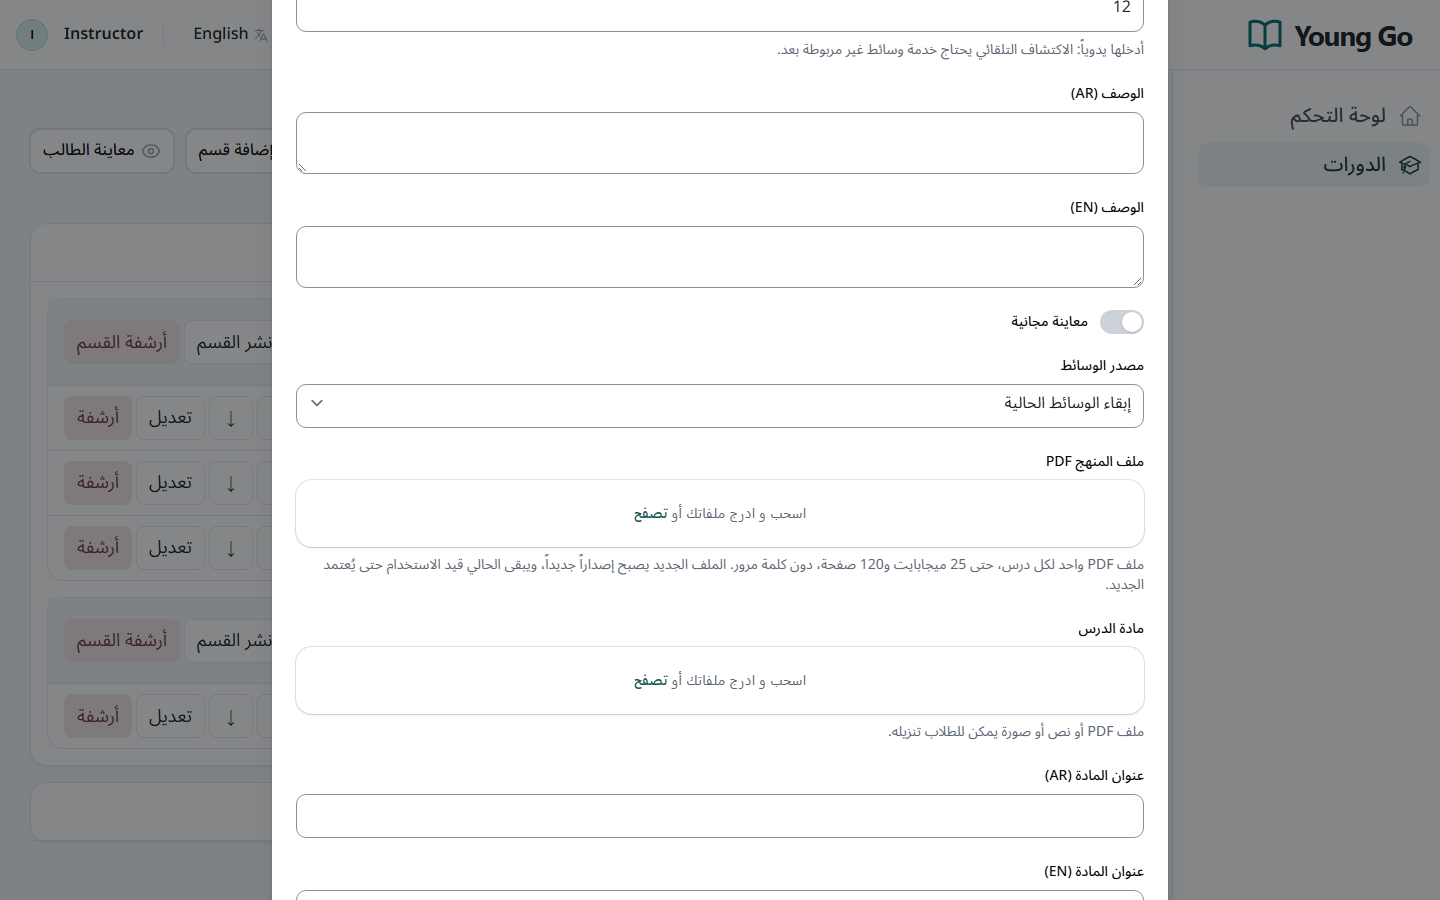 Young Go
English
Instructor
I
لوحة التحكم
الدورات
معاينة الطالب
إضافة قسم
نشر القسم
أرشفة القسم
تعديل
أرشفة
↓
تعديل
أرشفة
↓
تعديل
أرشفة
↓
نشر القسم
أرشفة القسم
تعديل
أرشفة
↓
12
أدخلها يدوياً: الاكتشاف التلقائي يحتاج خدمة وسائط غير مربوطة بعد.
الوصف (AR)
الوصف (EN)
معاينة مجانية
مصدر الوسائط
إبقاء الوسائط الحالية
ملف المنهج PDF
اسحب و ادرج ملفاتك أو تصفح
ملف PDF واحد لكل درس، حتى 25 ميجابايت و120 صفحة، دون كلمة مرور. الملف الجديد يصبح إصداراً جديداً، ويبقى الحالي قيد الاستخدام حتى يُعتمد
الجديد.
مادة الدرس
اسحب و ادرج ملفاتك أو تصفح
ملف PDF أو نص أو صورة يمكن للطلاب تنزيله.
عنوان المادة (AR)
عنوان المادة (EN)